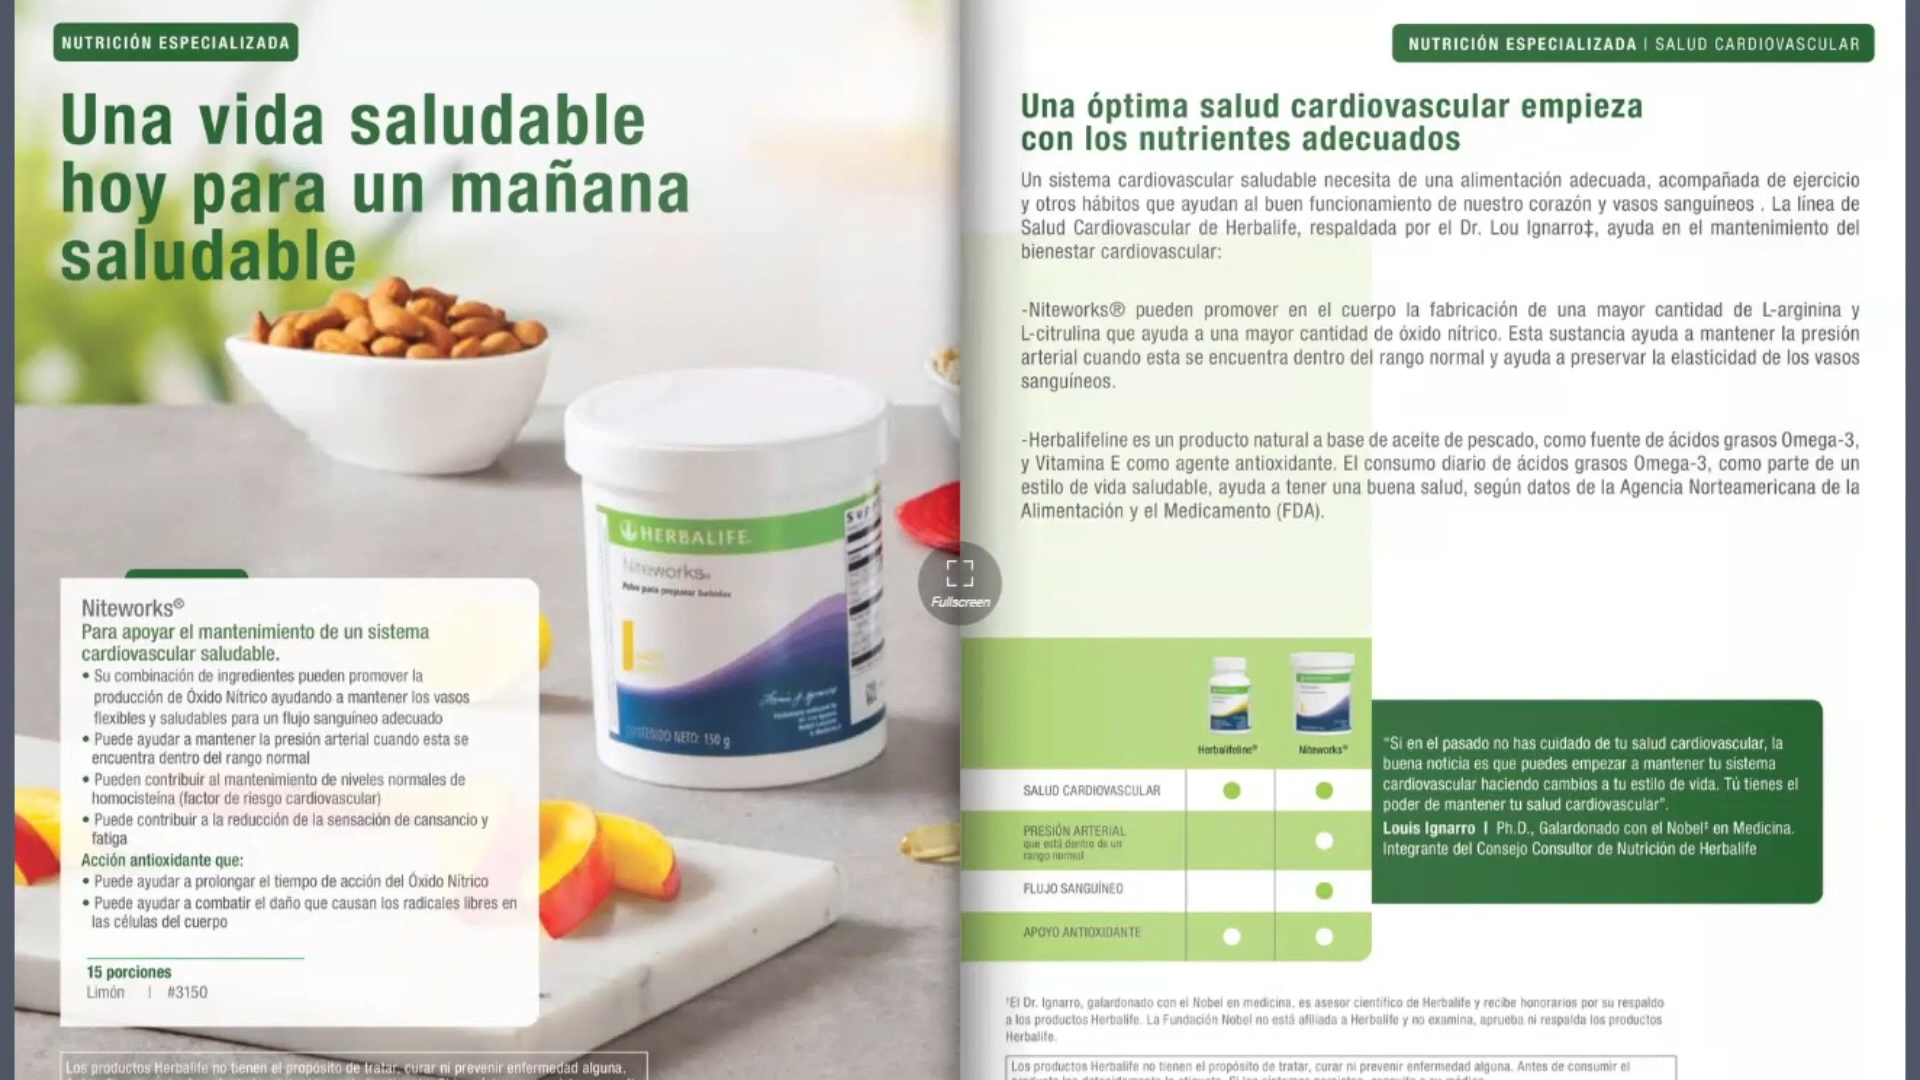 NUTRICIÓN ESPECIALIZADA
Una vida saludable
hoy para un mañana
saludable
HERBALIFE
Niteworks®
Polvo para preparar bebidas
CONTENIDO NETO: 150 g
Niteworks®
Para apoyar el mantenimiento de un sistema
cardiovascular saludable.
• Su combinación de ingredientes pueden promover la
producción de Óxido Nítrico ayudando a mantener los vasos
flexibles y saludables para un flujo sanguíneo adecuado
• Puede ayudar a mantener la presión arterial cuando esta se
encuentra dentro del rango normal
• Pueden contribuir al mantenimiento de niveles normales de
homocisteína (factor de riesgo cardiovascular)
• Puede contribuir a la reducción de la sensación de cansancio y
fatiga
Acción antioxidante que:
• Puede ayudar a prolongar el tiempo de acción del Óxido Nítrico
• Puede ayudar a combatir el daño que causan los radicales libres en
las células del cuerpo
15 porciones
Limón | #3150
Los productos Herbalife no tienen el propósito de tratar, curar ni prevenir enfermedad alguna.
Fullscreen
NUTRICIÓN ESPECIALIZADA | SALUD CARDIOVASCULAR
Una óptima salud cardiovascular empieza
con los nutrientes adecuados
Un sistema cardiovascular saludable necesita de una alimentación adecuada, acompañada de ejercicio
y otros hábitos que ayudan al buen funcionamiento de nuestro corazón y vasos sanguíneos . La línea de
Salud Cardiovascular de Herbalife, respaldada por el Dr. Lou Ignarro‡, ayuda en el mantenimiento del
bienestar cardiovascular:
-Niteworks® pueden promover en el cuerpo la fabricación de una mayor cantidad de L-arginina y
L-citrulina que ayuda a una mayor cantidad de óxido nítrico. Esta sustancia ayuda a mantener la presión
arterial cuando esta se encuentra dentro del rango normal y ayuda a preservar la elasticidad de los vasos
sanguíneos.
-Herbalifeline es un producto natural a base de aceite de pescado, como fuente de ácidos grasos Omega-3,
y Vitamina E como agente antioxidante. El consumo diario de ácidos grasos Omega-3, como parte de un
estilo de vida saludable, ayuda a tener una buena salud, según datos de la Agencia Norteamericana de la
Alimentación y el Medicamento (FDA).
Herbalifeline® Niteworks®
SALUD CARDIOVASCULAR
PRESIÓN ARTERIAL
que está dentro de un
rango normal
FLUJO SANGUÍNEO
APOYO ANTIOXIDANTE
"Si en el pasado no has cuidado de tu salud cardiovascular, la
buena noticia es que puedes empezar a mantener tu sistema
cardiovascular haciendo cambios a tu estilo de vida. Tú tienes el
poder de mantener tu salud cardiovascular".
Louis Ignarro | Ph.D., Galardonado con el Nobel‡ en Medicina.
Integrante del Consejo Consultor de Nutrición de Herbalife
‡El Dr. Ignarro, galardonado con el Nobel en medicina, es asesor científico de Herbalife y recibe honorarios por su respaldo
a los productos Herbalife. La Fundación Nobel no está afiliada a Herbalife y no examina, aprueba ni respalda los productos
Herbalife.
Los productos Herbalife no tienen el propósito de tratar, curar ni prevenir enfermedad alguna. Antes de consumir el